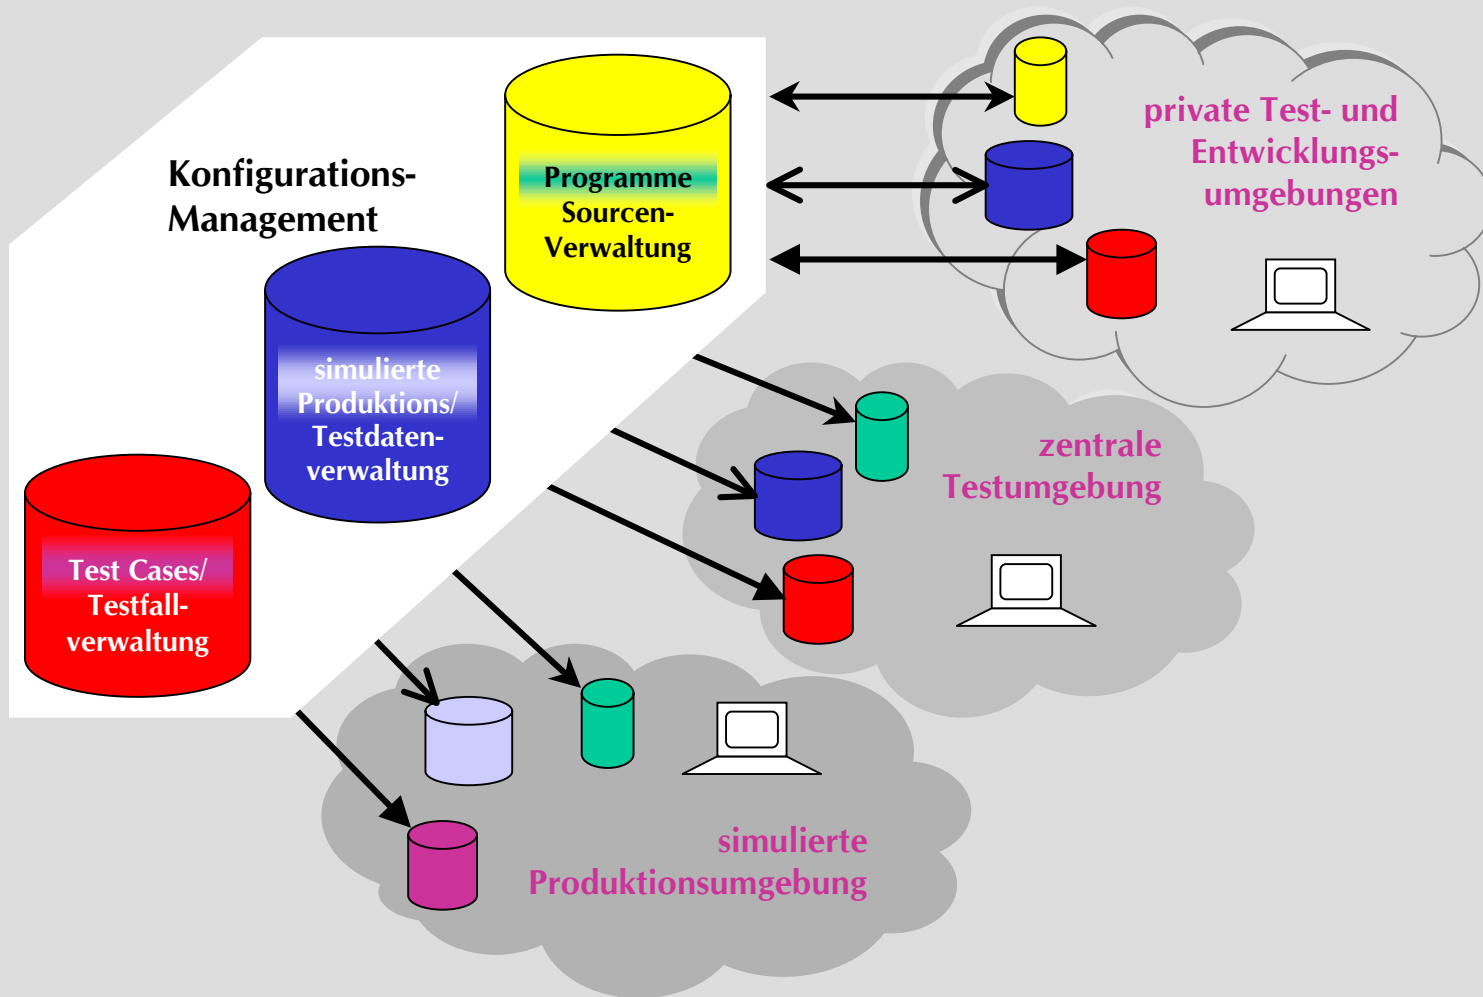 Konfigurations-
Management
Programme
Sourcen-
Verwaltung
simulierte
Produktions/
Testdaten-
verwaltung
Test Cases/
Testfall-
verwaltung
private Test- und
Entwicklungs-
umgebungen
zentrale
Testumgebung
simulierte
Produktionsumgebung